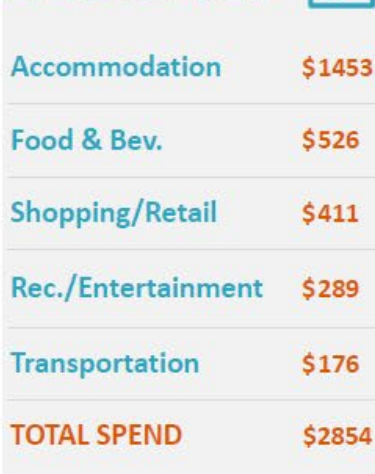 Accommodation $1453
Food & Bev. $526
Shopping/Retail $411
Rec./Entertainment $289
Transportation $176
TOTAL SPEND $2854